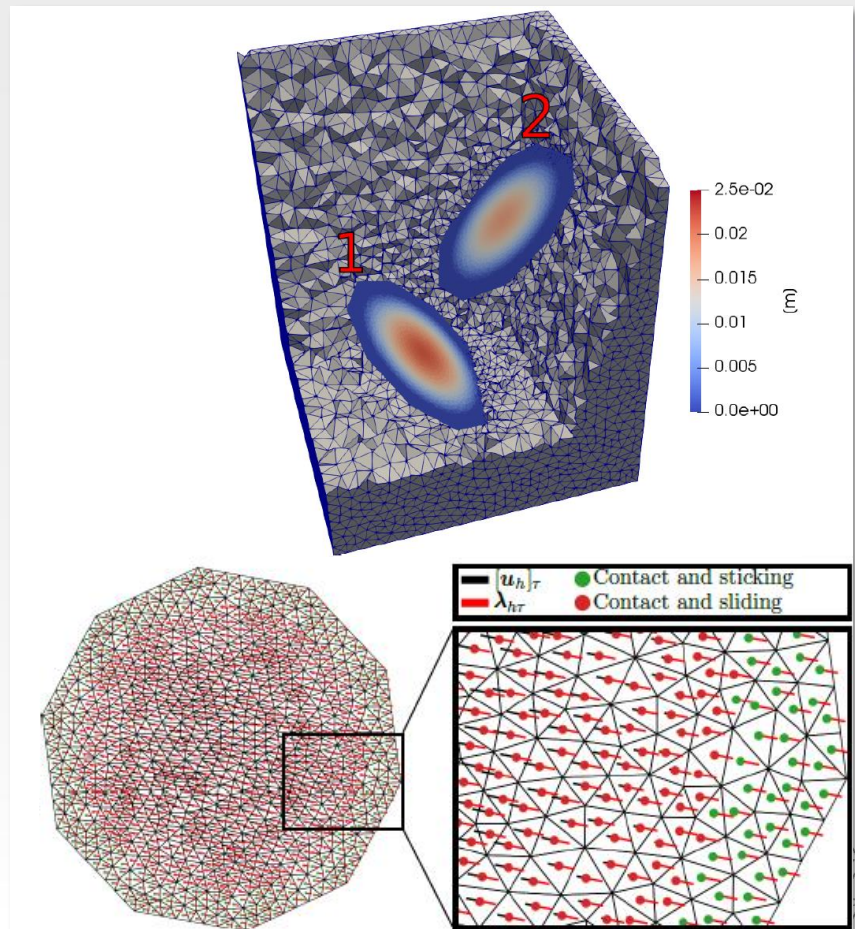 2
1
2.5e-02
0.02
0.015
0.01
0.005
0.0e+00
(m)
[u_h]_τ Contact and sticking
λ_hτ Contact and sliding